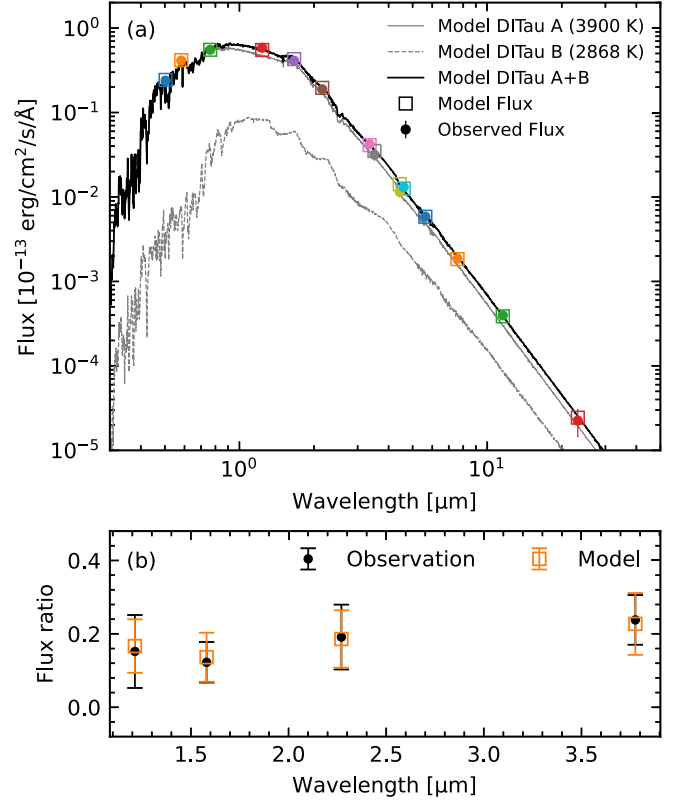 (a)
Model DITau A (3900 K)
Model DITau B (2868 K)
Model DITau A+B
Model Flux
Observed Flux
Flux [10⁻¹³ erg/cm²/s/Å]
10⁰
10⁻¹
10⁻²
10⁻³
10⁻⁴
10⁻⁵
10⁰ 10¹
Wavelength [μm]
(b)
Observation Model
Flux ratio
0.4
0.2
0.0
1.5 2.0 2.5 3.0 3.5
Wavelength [μm]